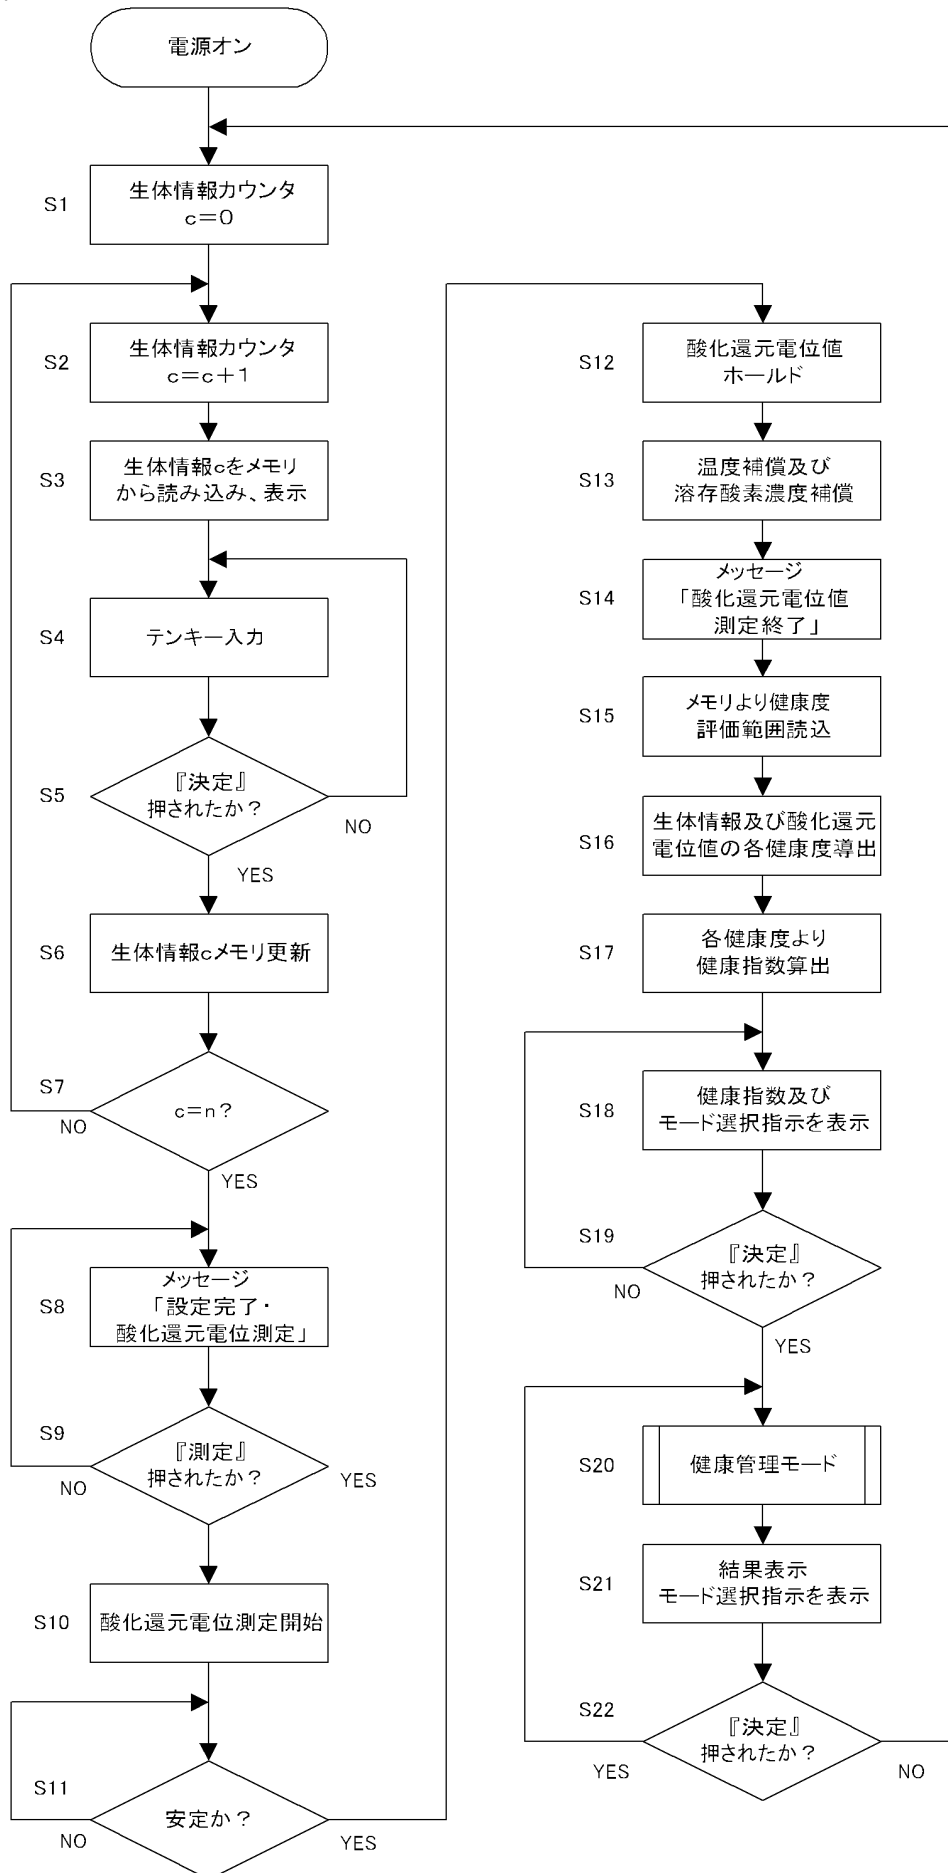 電源オン
S1
生体情報カウンタ
c=0
S2
生体情報カウンタ
c=c+1
S3
生体情報cをメモリ
から読み込み、表示
S4
テンキー入力
S5
『決定』
押されたか？
NO
YES
S6
生体情報cメモリ更新
S7
c=n？
NO
YES
S8
メッセージ
「設定完了・
酸化還元電位測定」
S9
『測定』
押されたか？
NO
YES
S10
酸化還元電位測定開始
S11
安定か？
NO
YES
S12
酸化還元電位値
ホールド
S13
温度補償及び
溶存酸素濃度補償
S14
メッセージ
「酸化還元電位値
測定終了」
S15
メモリより健康度
評価範囲読込
S16
生体情報及び酸化還元
電位値の各健康度導出
S17
各健康度より
健康指数算出
S18
健康指数及び
モード選択指示を表示
S19
『決定』
押されたか？
NO
YES
S20
健康管理モード
S21
結果表示
モード選択指示を表示
S22
『決定』
押されたか？
YES
NO